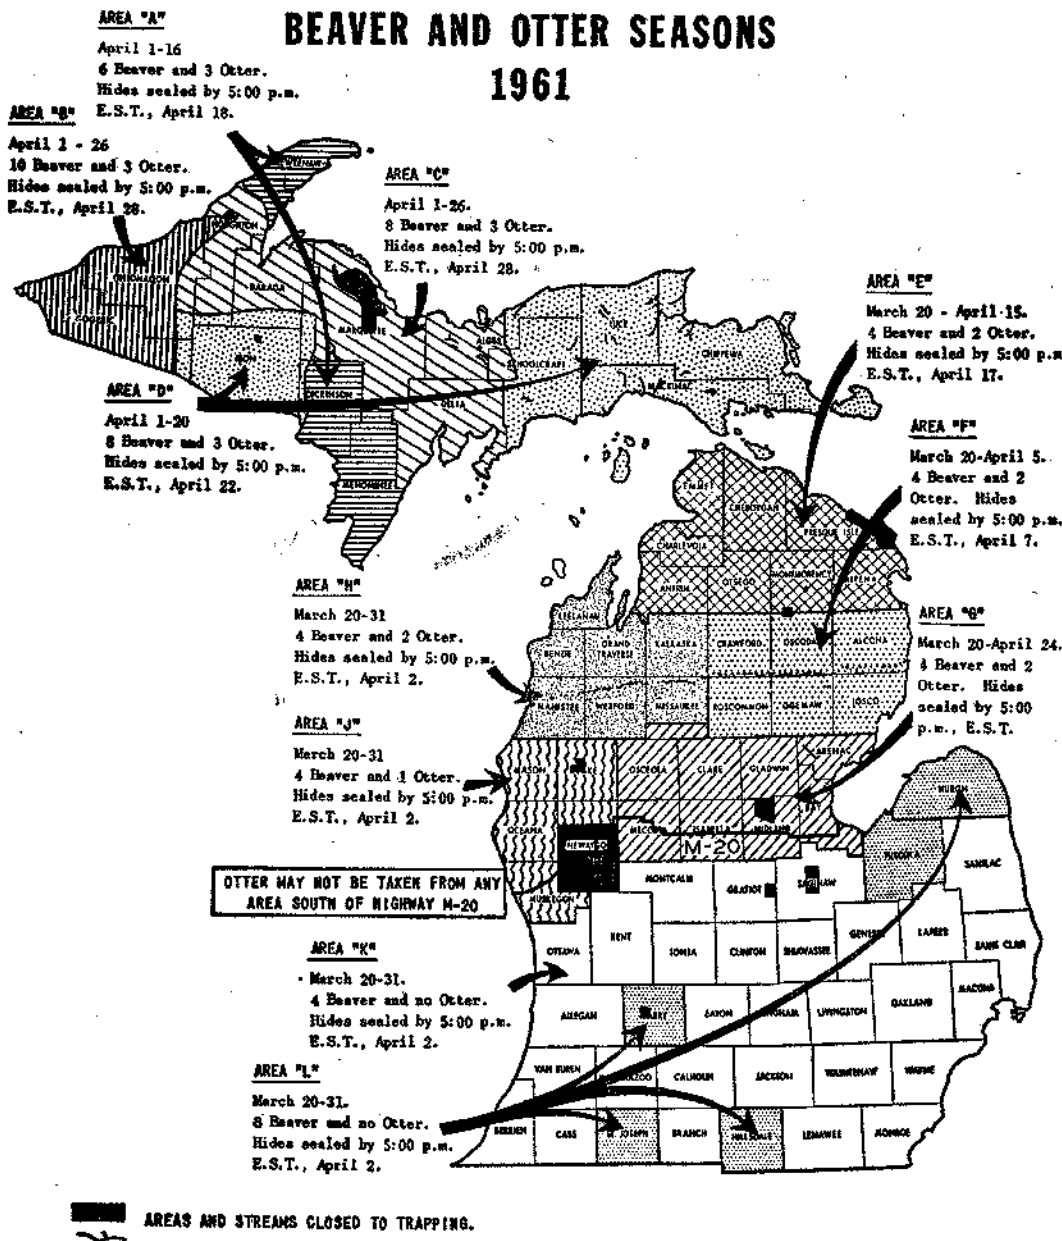 BEAVER AND OTTER SEASONS
1961
AREA "A"
April 1-16
6 Beaver and 3 Otter.
Hides sealed by 5:00 p.m.
E.S.T., April 18.
AREA "B"
April 1 - 26
10 Beaver and 3 Otter.
Hides sealed by 5:00 p.m.
E.S.T., April 28.
AREA "C"
April 1-26.
8 Beaver and 3 Otter.
Hides sealed by 5:00 p.m.
E.S.T., April 28.
AREA "D"
April 1-20
8 Beaver and 3 Otter.
Hides sealed by 5:00 p.m.
E.S.T., April 22.
AREA "E"
March 20 - April 15.
4 Beaver and 2 Otter.
Hides sealed by 5:00 p.m
E.S.T., April 17.
AREA "F"
March 20-April 5.
4 Beaver and 2
Otter. Hides
sealed by 5:00 p.m.
E.S.T., April 7.
AREA "G"
March 20-April 24.
4 Beaver and 2
Otter. Hides
sealed by 5:00
p.m., E.S.T.
AREA "H"
March 20-31
4 Beaver and 2 Otter.
Hides sealed by 5:00 p.m.
E.S.T., April 2.
AREA "J"
March 20-31
4 Beaver and 1 Otter.
Hides sealed by 5:00 p.m.
E.S.T., April 2.
OTTER MAY NOT BE TAKEN FROM ANY
AREA SOUTH OF HIGHWAY M-20
AREA "K"
March 20-31.
4 Beaver and no Otter.
Hides sealed by 5:00 p.m.
E.S.T., April 2.
AREA "L"
March 20-31.
8 Beaver and no Otter.
Hides sealed by 5:00 p.m.
E.S.T., April 2.
ONTONAGON
GOGEBIC
HOUGHTON
BARAGA
IRON
MARQUETTE
DICKINSON
MENOMINEE
DELTA
ALGER
SCHOOLCRAFT
LUCE
CHIPPEWA
MACKINAC
EMMET
CHEBOYGAN
PRESQUE ISLE
CHARLEVOIX
ANTRIM
OTSEGO
MONTMORENCY
ALPENA
LEELANAU
BENZIE
GRAND TRAVERSE
KALKASKA
CRAWFORD
OSCODA
ALCONA
MANISTEE
WEXFORD
MISSAUKEE
ROSCOMMON
OGEMAW
IOSCO
MASON
LAKE
OSCEOLA
CLARE
GLADWIN
ARENAC
OCEANA
NEWAYGO
MECOSTA
ISABELLA
MIDLAND
BAY
HURON
M-20
MUSKEGON
MONTCALM
GRATIOT
SAGINAW
TUSCOLA
SANILAC
OTTAWA
KENT
IONIA
CLINTON
SHIAWASSEE
GENESEE
LAPEER
SAINT CLAIR
ALLEGAN
BARRY
EATON
INGHAM
LIVINGSTON
OAKLAND
MACOMB
VAN BUREN
KALAMAZOO
CALHOUN
JACKSON
WASHTENAW
WAYNE
BERRIEN
CASS
ST. JOSEPH
BRANCH
HILLSDALE
LENAWEE
MONROE
AREAS AND STREAMS CLOSED TO TRAPPING.